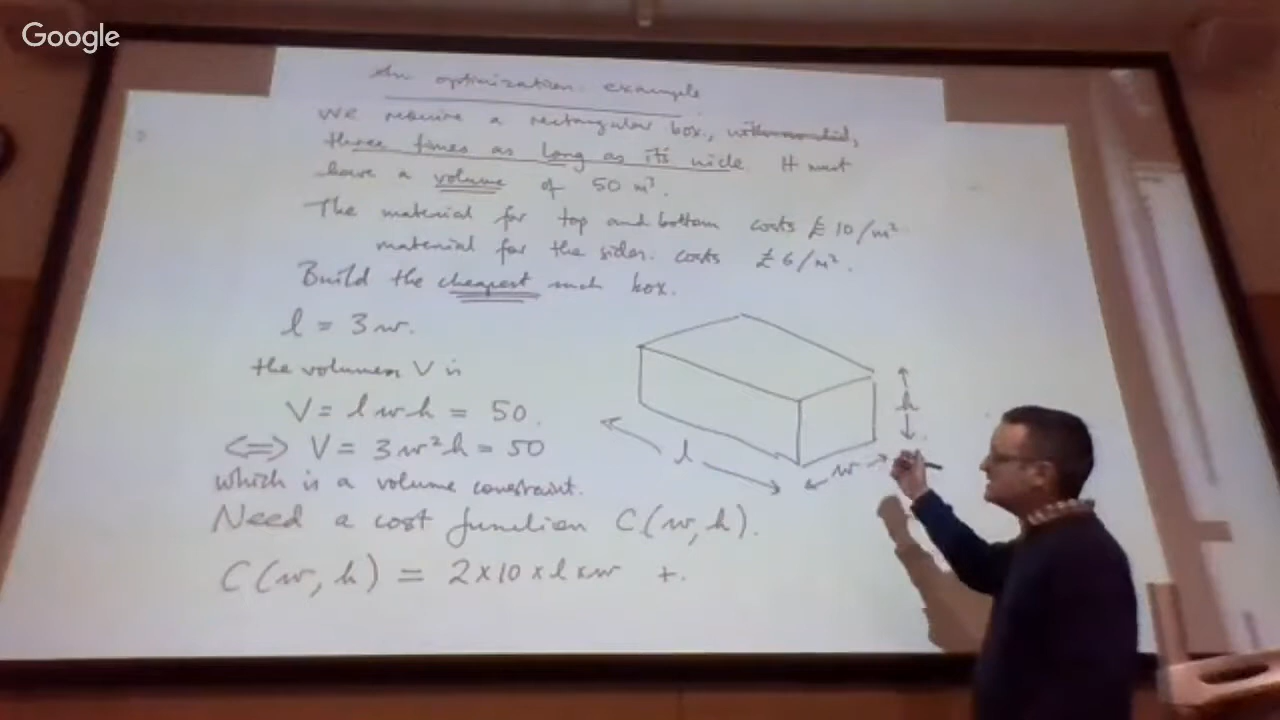 Google
An optimization example
We require a rectangular box, with no lid,
three times as long as its wide. It must
have a volume of 50 m³.
The material for top and bottom costs £10/m²
material for the sides costs £6/m².
Build the cheapest such box.
l = 3w.
the volume V is
V = l w h = 50.
⟺ V = 3w²h = 50
which is a volume constraint.
Need a cost function C(w, h).
C(w, h) = 2×10×l×w +.
l
w
h